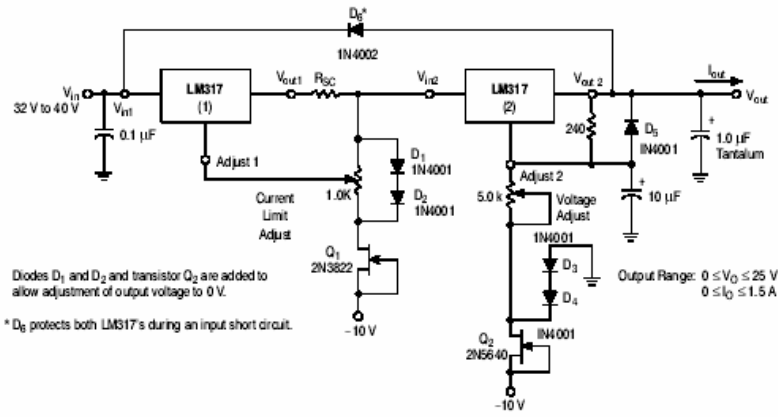 D6*
1N4002
Vin
32 V to 40 V
Vin1
0.1 µF
LM317
(1)
Vout1
RSC
Vin2
LM317
(2)
Vout 2
Iout
Vout
240
D5
IN4001
+
1.0 µF
Tantalum
Adjust 1
Current
Limit
Adjust
1.0K
D1
1N4001
D2
1N4001
Adjust 2
5.0 k
Voltage
Adjust
+
10 µF
Q1
2N3822
−10 V
1N4001
D3
D4
IN4001
Q2
2N5640
−10 V
Diodes D1 and D2 and transistor Q2 are added to
allow adjustment of output voltage to 0 V.
* D6 protects both LM317's during an input short circuit.
Output Range: 0 ≤ VO ≤ 25 V
0 ≤ IO ≤ 1.5 A